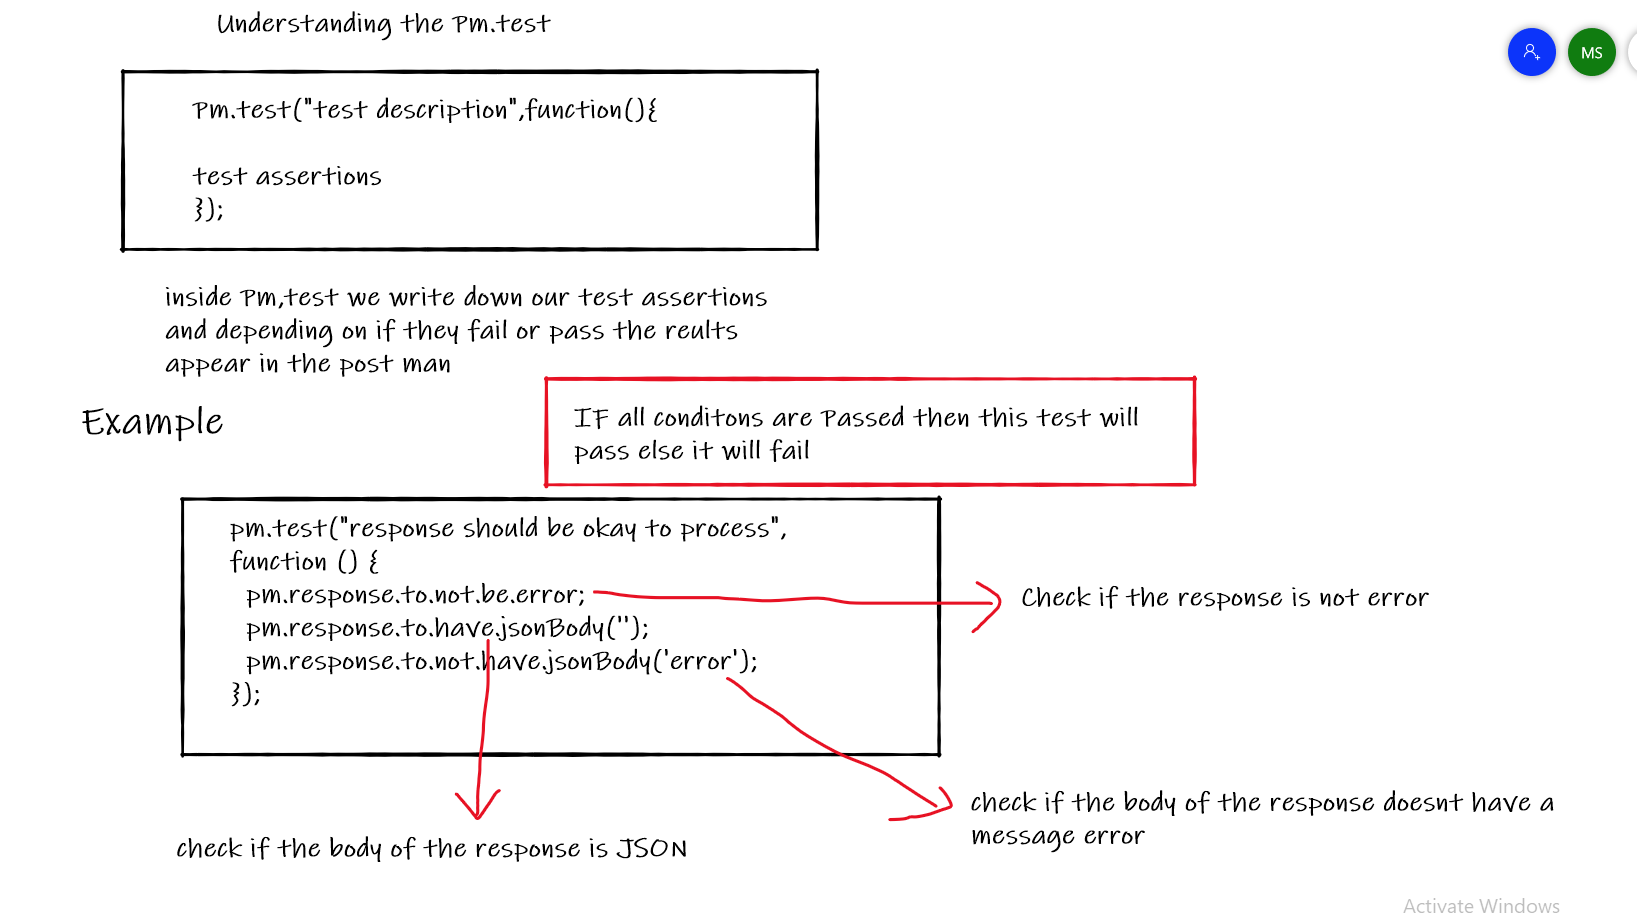 Understanding the Pm.test
MS
Pm.test("test description",function(){
test assertions
});
inside Pm,test we write down our test assertions
and depending on if they fail or pass the reults
appear in the post man
Example
IF all conditons are Passed then this test will
pass else it will fail
pm.test("response should be okay to process",
function () {
pm.response.to.not.be.error;
pm.response.to.have.jsonBody('');
pm.response.to.not.have.jsonBody('error');
});
Check if the response is not error
check if the body of the response doesnt have a
message error
check if the body of the response is JSON
Activate Windows